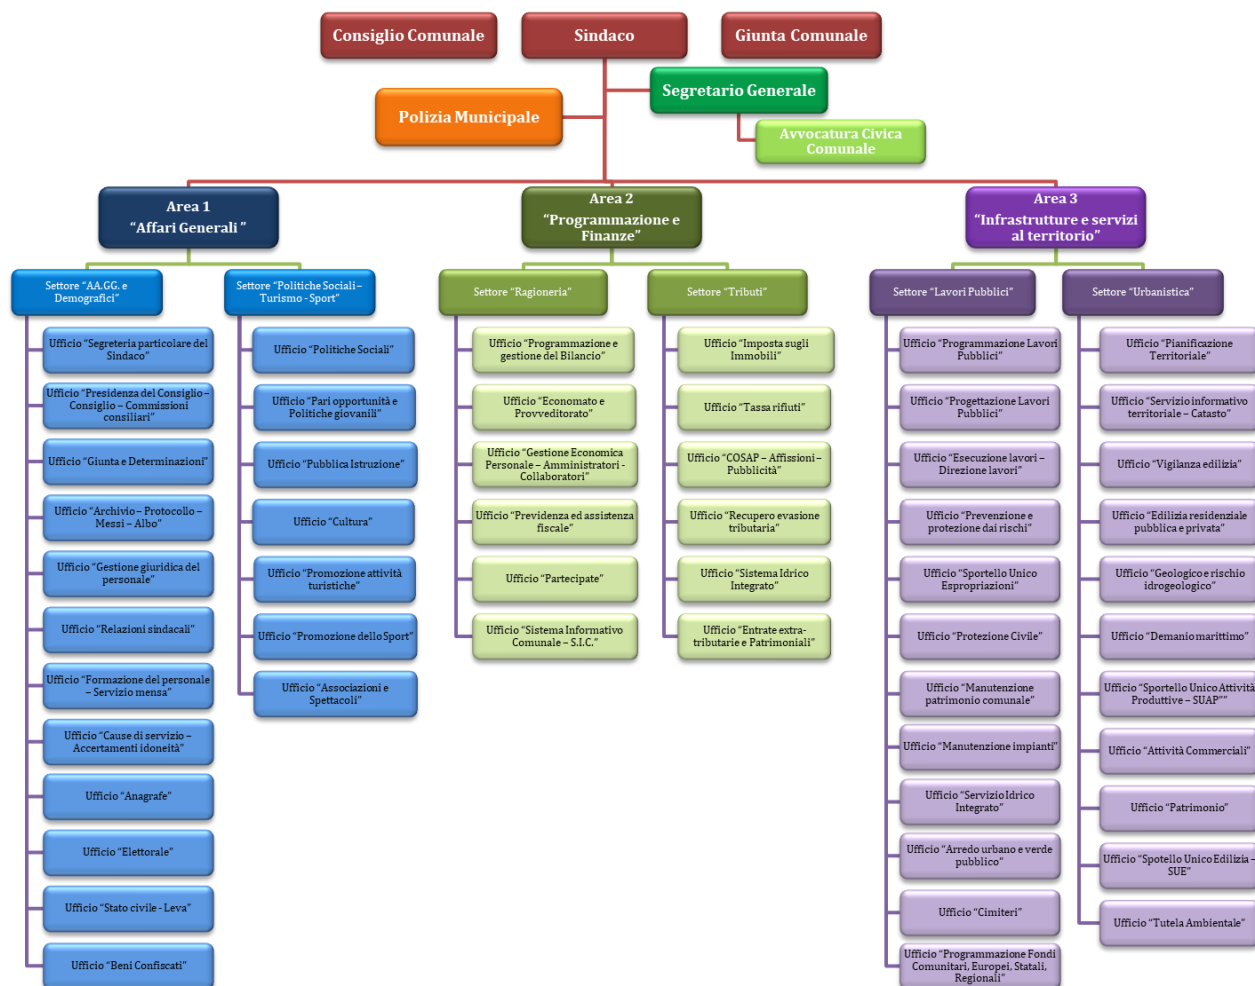 Consiglio Comunale
Sindaco
Giunta Comunale
Segretario Generale
Polizia Municipale
Avvocatura Civica
Comunale
Area 1
“Affari Generali ”
Area 2
“Programmazione e
Finanze”
Area 3
“Infrastrutture e servizi
al territorio”
Settore “AA.GG. e
Demografici”
Settore “Politiche Sociali –
Turismo - Sport”
Settore “Ragioneria”
Settore “Tributi”
Settore “Lavori Pubblici”
Settore “Urbanistica”
Ufficio “Segreteria particolare del
Sindaco”
Ufficio “Presidenza del Consiglio –
Consiglio – Commissioni
consiliari”
Ufficio “Giunta e Determinazioni”
Ufficio “Archivio – Protocollo –
Messi – Albo”
Ufficio “Gestione giuridica del
personale”
Ufficio “Relazioni sindacali”
Ufficio “Formazione del personale
– Servizio mensa”
Ufficio “Cause di servizio –
Accertamenti idoneità”
Ufficio “Anagrafe”
Ufficio “Elettorale”
Ufficio “Stato civile - Leva”
Ufficio “Beni Confiscati”
Ufficio “Politiche Sociali”
Ufficio “Pari opportunità e
Politiche giovanili”
Ufficio “Pubblica Istruzione”
Ufficio “Cultura”
Ufficio “Promozione attività
turistiche”
Ufficio “Promozione dello Sport”
Ufficio “Associazioni e
Spettacoli”
Ufficio “Programmazione e
gestione del Bilancio”
Ufficio “Economato e
Provveditorato”
Ufficio “Gestione Economica
Personale – Amministratori -
Collaboratori”
Ufficio “Previdenza ed assistenza
fiscale”
Ufficio “Partecipate”
Ufficio “Sistema Informativo
Comunale – S.I.C.”
Ufficio “Imposta sugli
Immobili”
Ufficio “Tassa rifiuti”
Ufficio “COSAP – Affissioni –
Pubblicità”
Ufficio “Recupero evasione
tributaria”
Ufficio “Sistema Idrico
Integrato”
Ufficio “Entrate extra-
tributarie e Patrimoniali”
Ufficio “Programmazione Lavori
Pubblici”
Ufficio “Progettazione Lavori
Pubblici”
Ufficio “Esecuzione lavori –
Direzione lavori”
Ufficio “Prevenzione e
protezione dai rischi”
Ufficio “Sportello Unico
Espropriazioni”
Ufficio “Protezione Civile”
Ufficio “Manutenzione
patrimonio comunale”
Ufficio “Manutenzione impianti”
Ufficio “Servizio Idrico
Integrato”
Ufficio “Arredo urbano e verde
pubblico”
Ufficio “Cimiteri”
Ufficio “Programmazione Fondi
Comunitari, Europei, Statali,
Regionali”
Ufficio “Pianificazione
Territoriale”
Ufficio “Servizio informativo
territoriale – Catasto”
Ufficio “Vigilanza edilizia”
Ufficio “Edilizia residenziale
pubblica e privata”
Ufficio “Geologico e rischio
idrogeologico”
Ufficio “Demanio marittimo”
Ufficio “Sportello Unico Attività
Produttive – SUAP””
Ufficio “Attività Commerciali”
Ufficio “Patrimonio”
Ufficio “Spotello Unico Edilizia –
SUE”
Ufficio “Tutela Ambientale”